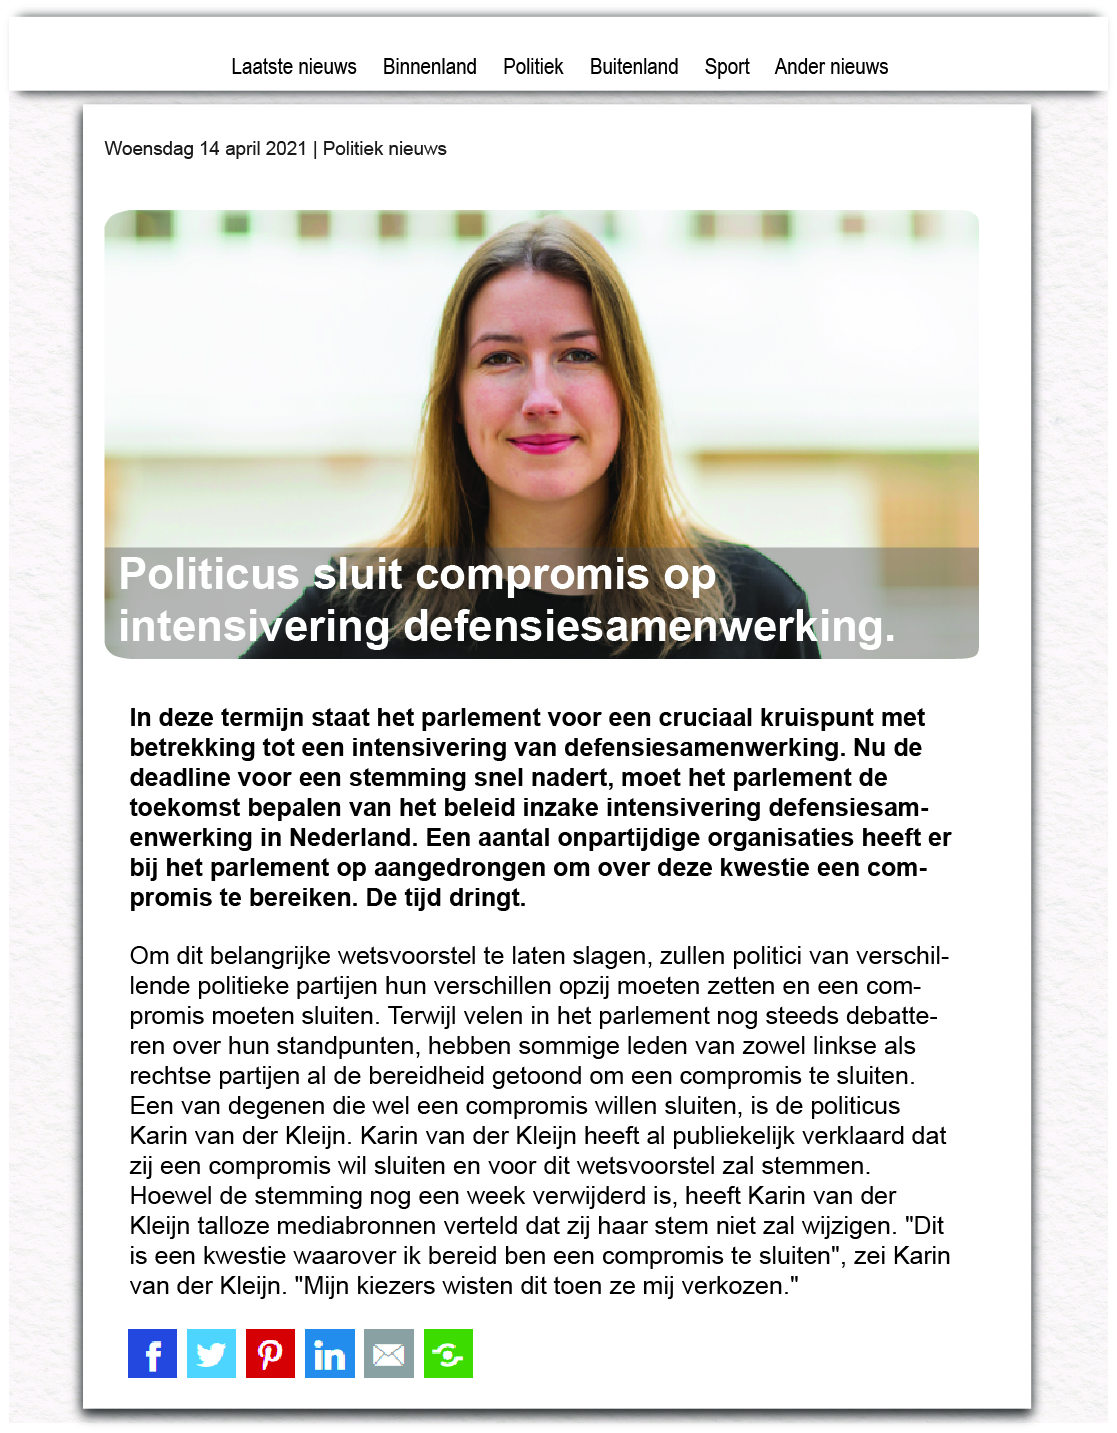 Laatste nieuws Binnenland Politiek Buitenland Sport Ander nieuws
Woensdag 14 april 2021 | Politiek nieuws
Politicus sluit compromis op
intensivering defensiesamenwerking.
In deze termijn staat het parlement voor een cruciaal kruispunt met
betrekking tot een intensivering van defensiesamenwerking. Nu de
deadline voor een stemming snel nadert, moet het parlement de
toekomst bepalen van het beleid inzake intensivering defensiesam-
enwerking in Nederland. Een aantal onpartijdige organisaties heeft er
bij het parlement op aangedrongen om over deze kwestie een com-
promis te bereiken. De tijd dringt.
Om dit belangrijke wetsvoorstel te laten slagen, zullen politici van verschil-
lende politieke partijen hun verschillen opzij moeten zetten en een com-
promis moeten sluiten. Terwijl velen in het parlement nog steeds debatte-
ren over hun standpunten, hebben sommige leden van zowel linkse als
rechtse partijen al de bereidheid getoond om een compromis te sluiten.
Een van degenen die wel een compromis willen sluiten, is de politicus
Karin van der Kleijn. Karin van der Kleijn heeft al publiekelijk verklaard dat
zij een compromis wil sluiten en voor dit wetsvoorstel zal stemmen.
Hoewel de stemming nog een week verwijderd is, heeft Karin van der
Kleijn talloze mediabronnen verteld dat zij haar stem niet zal wijzigen. "Dit
is een kwestie waarover ik bereid ben een compromis te sluiten", zei Karin
van der Kleijn. "Mijn kiezers wisten dit toen ze mij verkozen."